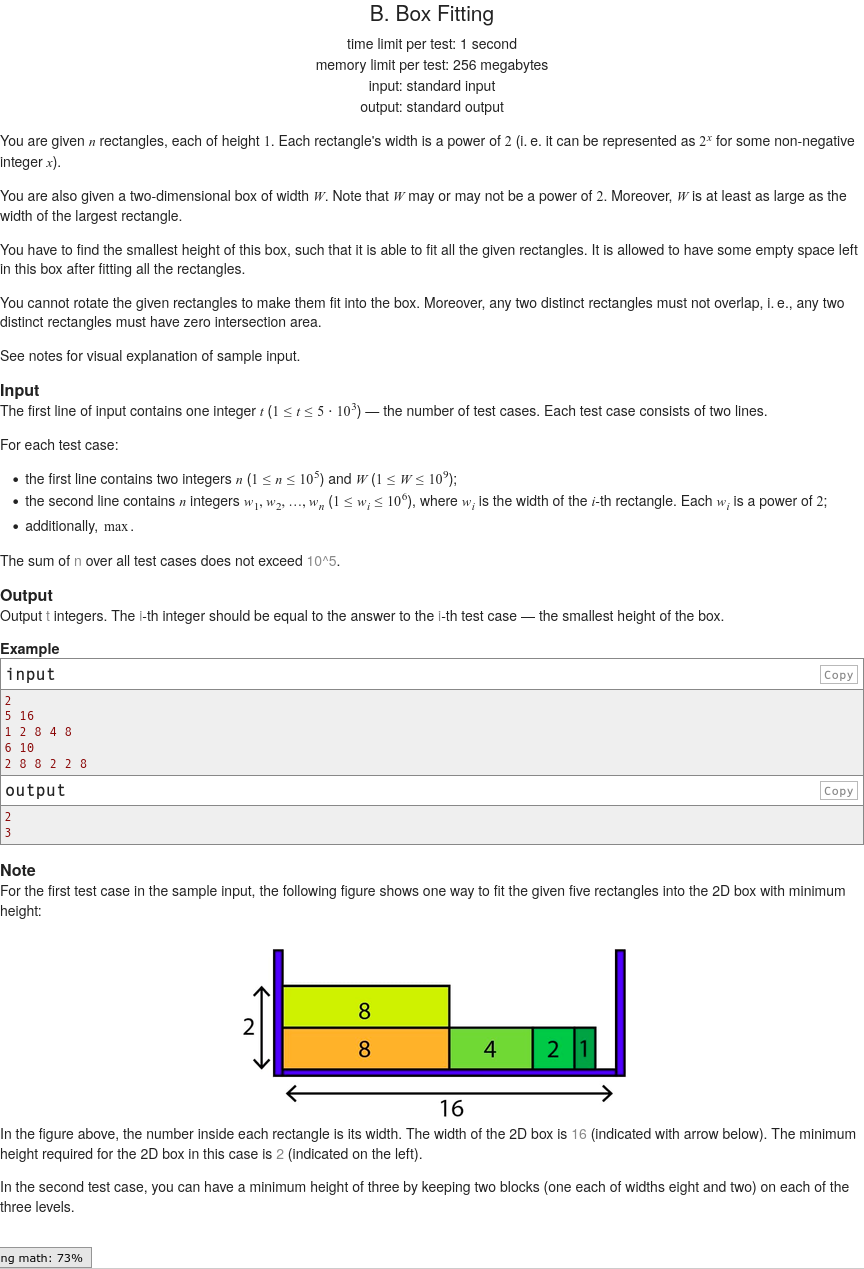 B. Box Fitting
time limit per test: 1 second
memory limit per test: 256 megabytes
input: standard input
output: standard output
You are given n rectangles, each of height 1. Each rectangle's width is a power of 2 (i. e. it can be represented as 2^x for some non-negative
integer x).
You are also given a two-dimensional box of width W. Note that W may or may not be a power of 2. Moreover, W is at least as large as the
width of the largest rectangle.
You have to find the smallest height of this box, such that it is able to fit all the given rectangles. It is allowed to have some empty space left
in this box after fitting all the rectangles.
You cannot rotate the given rectangles to make them fit into the box. Moreover, any two distinct rectangles must not overlap, i. e., any two
distinct rectangles must have zero intersection area.
See notes for visual explanation of sample input.
Input
The first line of input contains one integer t (1 ≤ t ≤ 5 · 10^3) — the number of test cases. Each test case consists of two lines.
For each test case:
• the first line contains two integers n (1 ≤ n ≤ 10^5) and W (1 ≤ W ≤ 10^9);
• the second line contains n integers w_1, w_2, …, w_n (1 ≤ w_i ≤ 10^6), where w_i is the width of the i-th rectangle. Each w_i is a power of 2;
• additionally, max .
The sum of n over all test cases does not exceed 10^5.
Output
Output t integers. The i-th integer should be equal to the answer to the i-th test case — the smallest height of the box.
Example
input
Copy
2
5 16
1 2 8 4 8
6 10
2 8 8 2 2 8
output
Copy
2
3
Note
For the first test case in the sample input, the following figure shows one way to fit the given five rectangles into the 2D box with minimum
height:
8
2
8 4 2 1
16
In the figure above, the number inside each rectangle is its width. The width of the 2D box is 16 (indicated with arrow below). The minimum
height required for the 2D box in this case is 2 (indicated on the left).
In the second test case, you can have a minimum height of three by keeping two blocks (one each of widths eight and two) on each of the
three levels.
ng math: 73%